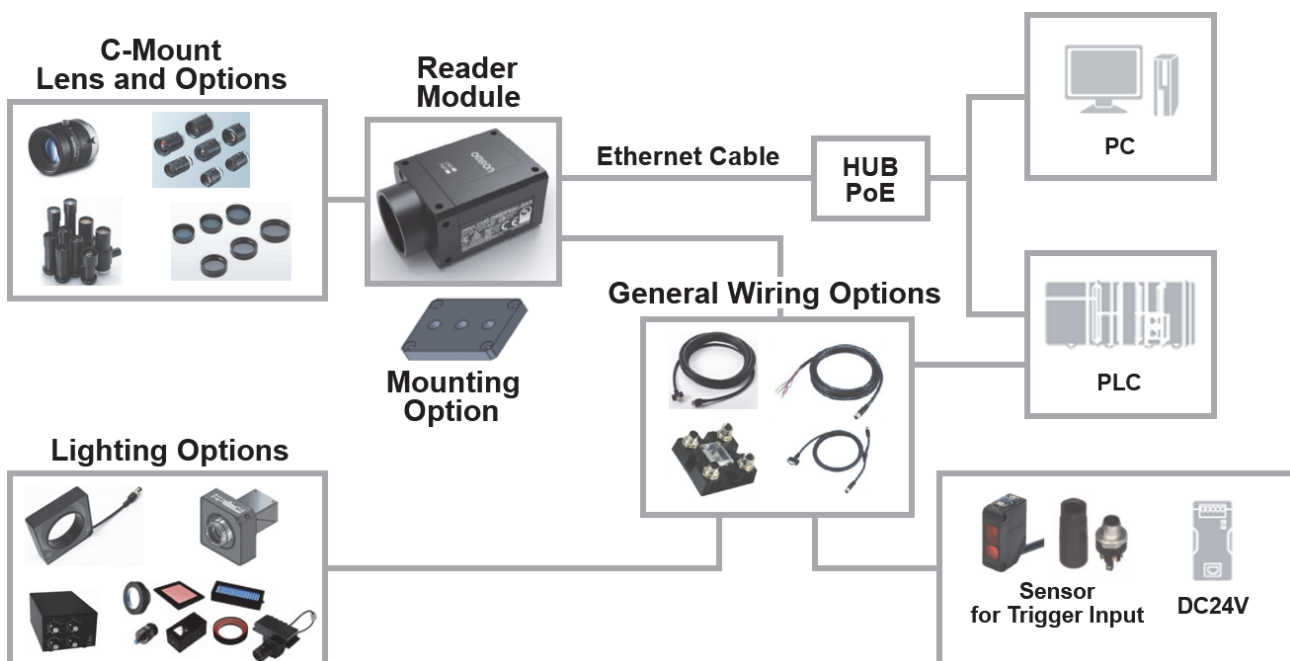 C-Mount
Lens and Options
Reader
Module
OMRON
Ethernet Cable
HUB
PoE
PC
General Wiring Options
PLC
Mounting
Option
Lighting Options
Sensor
for Trigger Input
DC24V